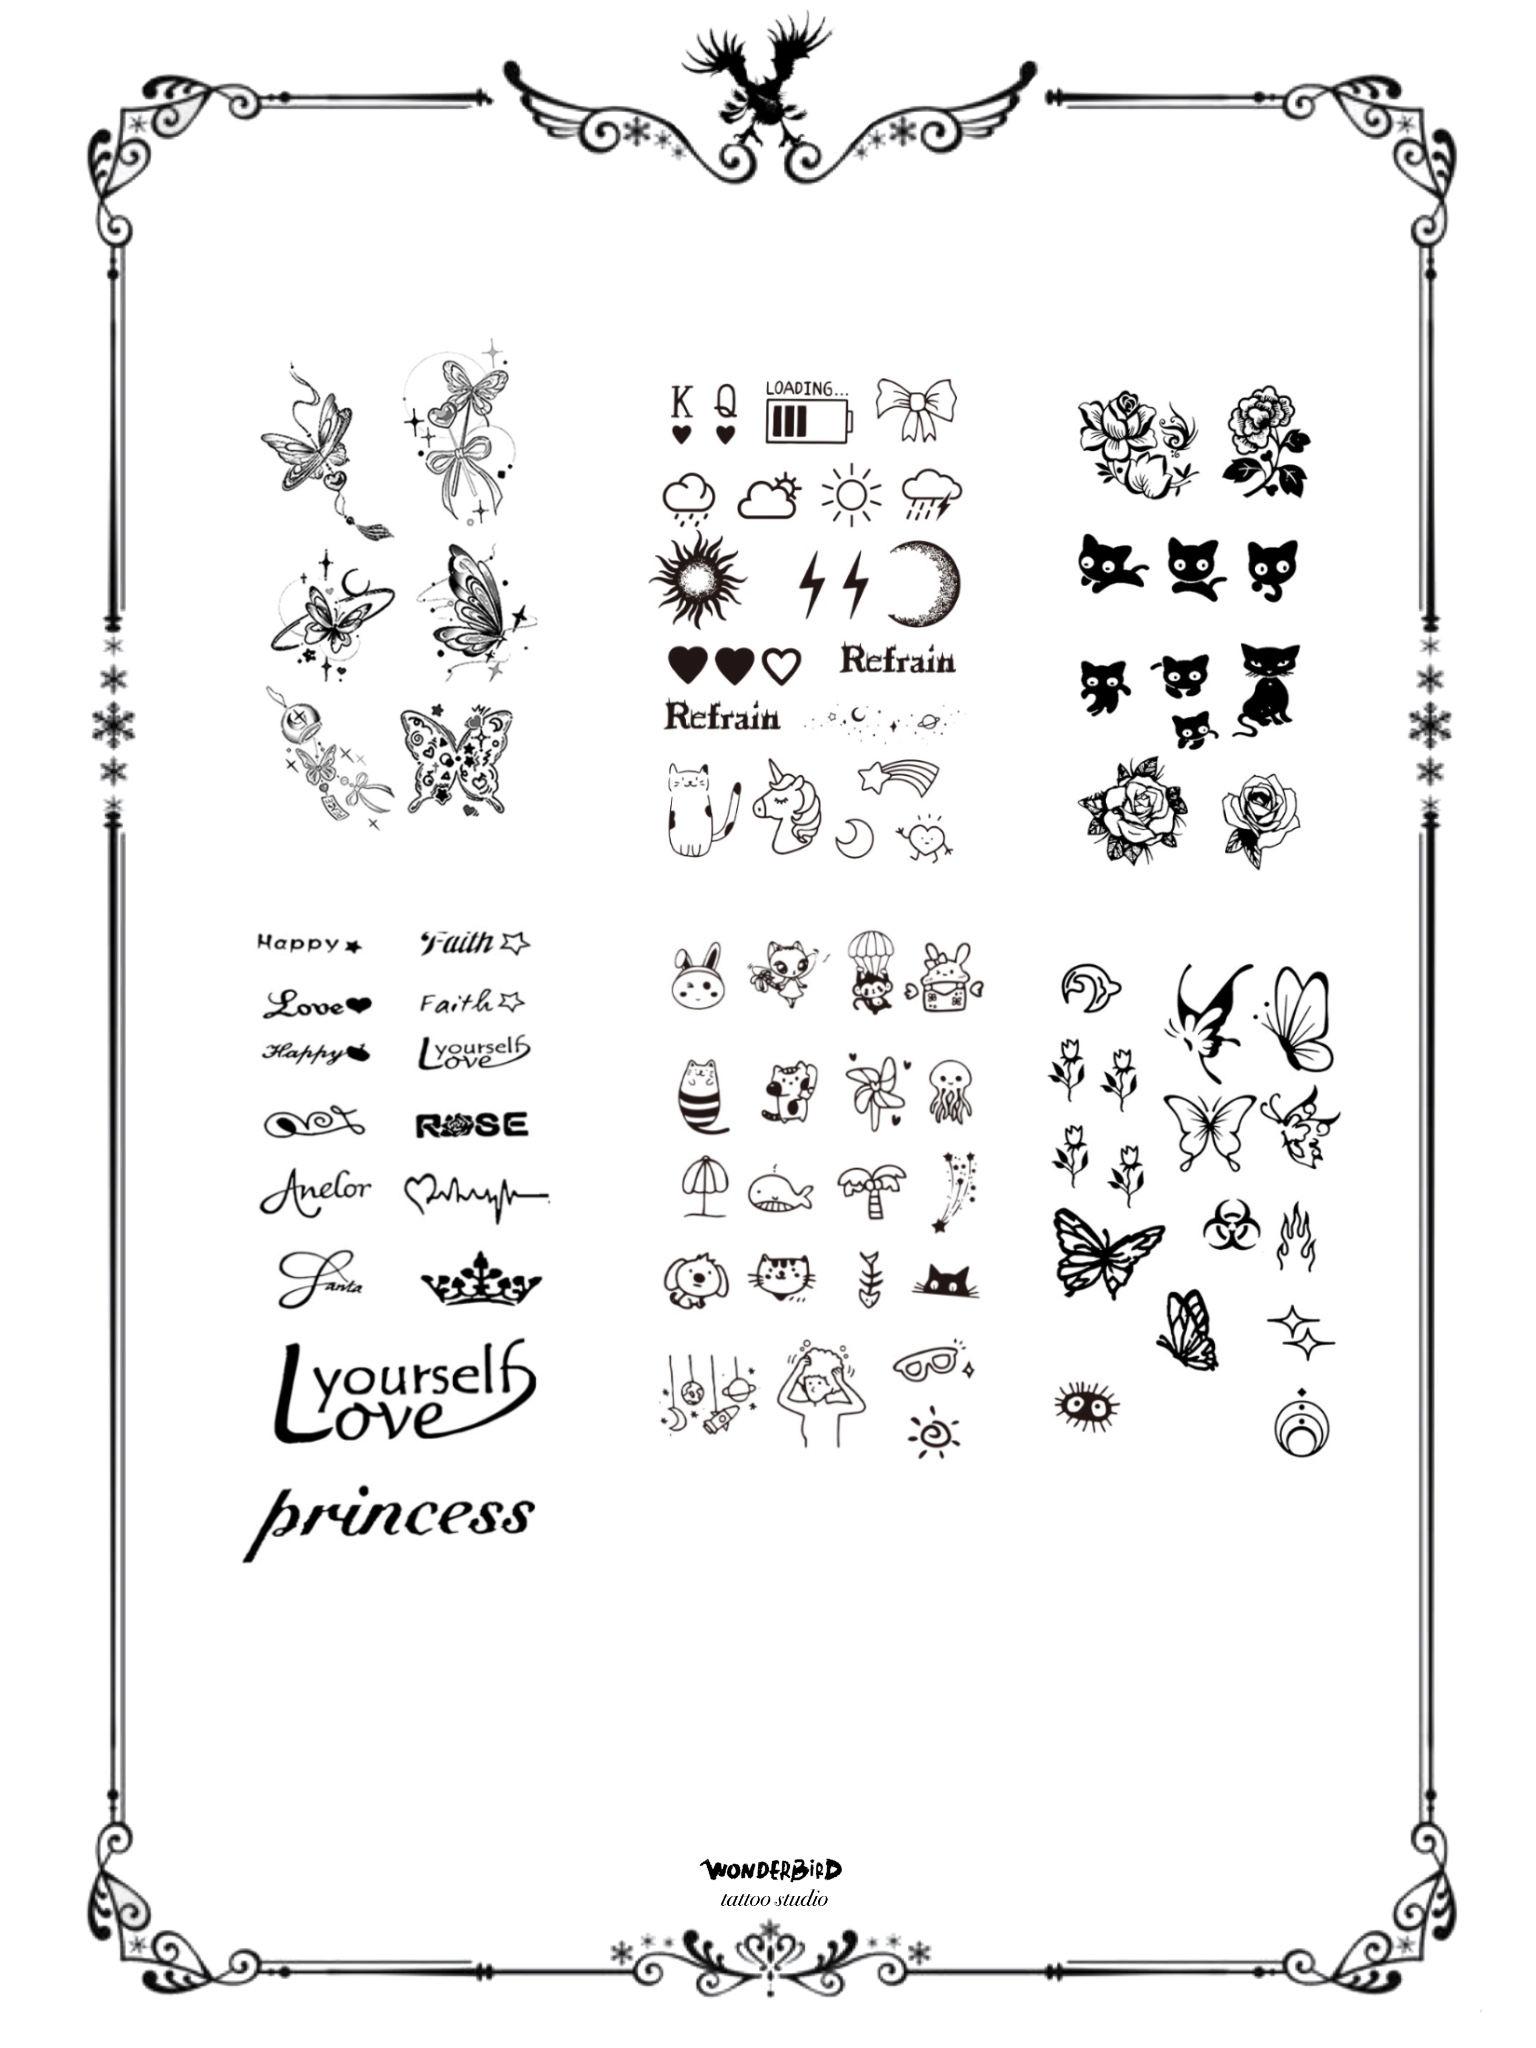 K Q
LOADING...
Refrain
Refrain
Happy
Faith
Love
Faith
Happy
Love yourself
ROSE
Anelor
Santa
Love yourself
princess
WONDERBIRD
tattoo studio